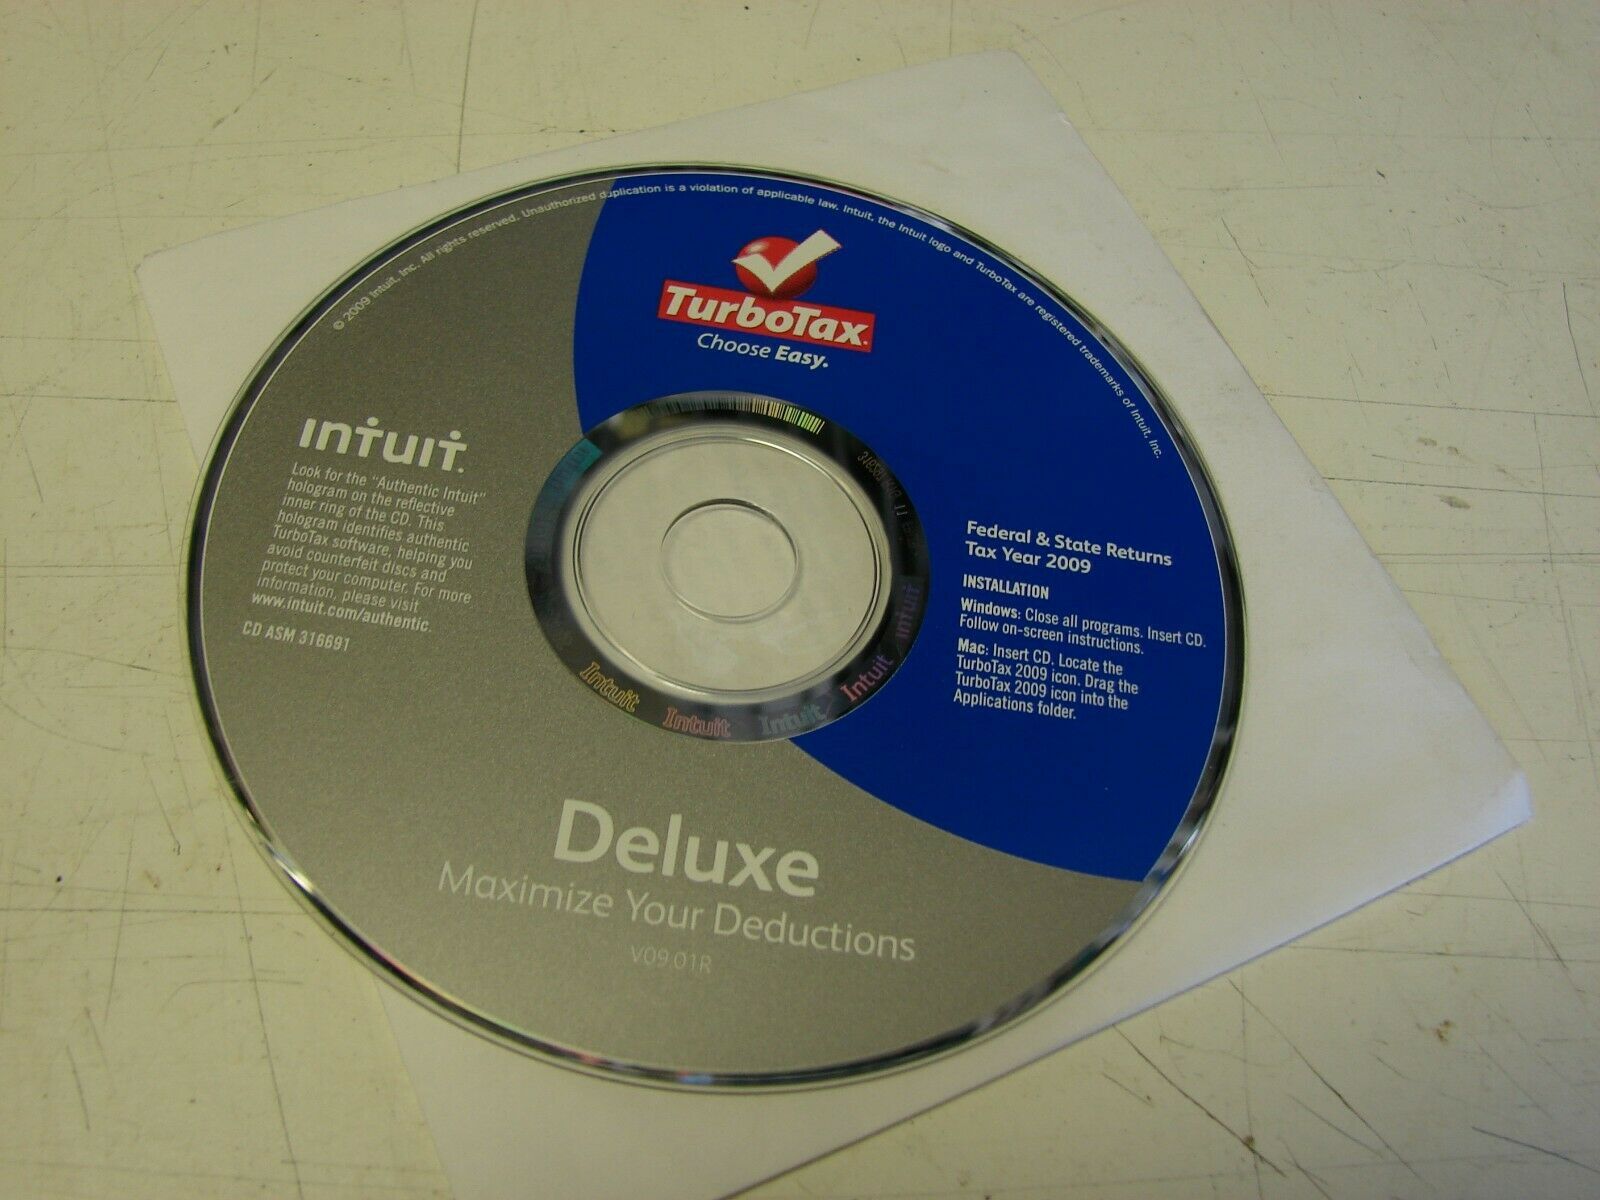 © 2009 Intuit, Inc. All rights reserved. Unauthorized duplication is a violation of applicable law. Intuit, the Intuit logo and TurboTax are registered trademarks of Intuit, Inc.
TurboTax.
Choose Easy.
INTUIT.
Look for the "Authentic Intuit"
hologram on the reflective
inner ring of the CD. This
hologram identifies authentic
TurboTax software, helping you
avoid counterfeit discs and
protect your computer. For more
information, please visit
www.intuit.com/authentic.
CD ASM 316691
Federal & State Returns
Tax Year 2009
INSTALLATION
Windows: Close all programs. Insert CD.
Follow on-screen instructions.
Mac: Insert CD. Locate the
TurboTax 2009 icon. Drag the
TurboTax 2009 icon into the
Applications folder.
Intuit Intuit Intuit Intuit Intuit
Deluxe
Maximize Your Deductions
V09.01R